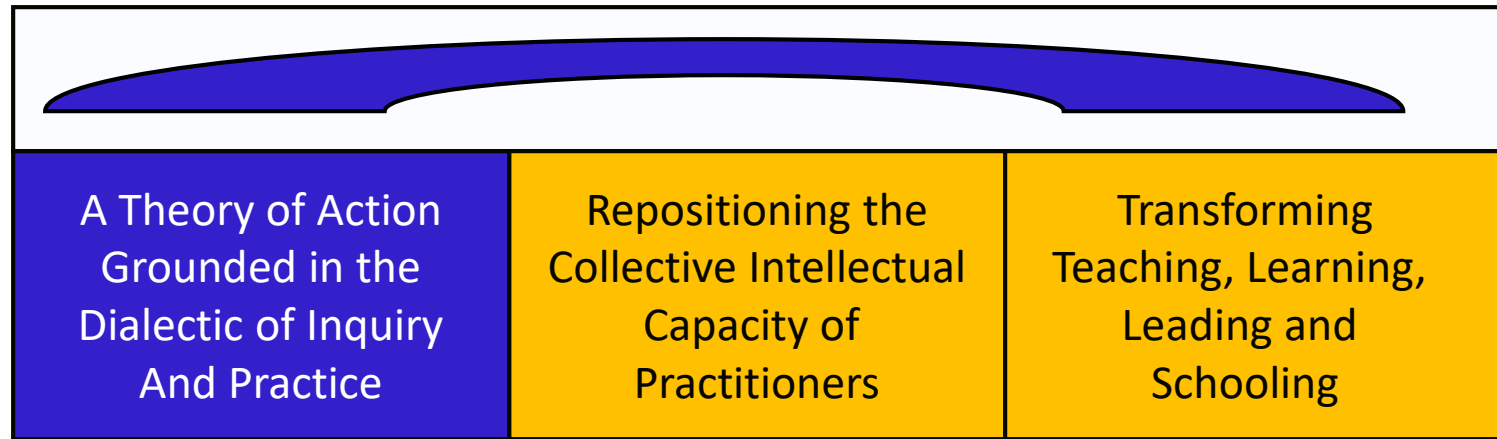 A Theory of Action
Grounded in the
Dialectic of Inquiry
And Practice
Repositioning the
Collective Intellectual
Capacity of
Practitioners
Transforming
Teaching, Learning,
Leading and
Schooling